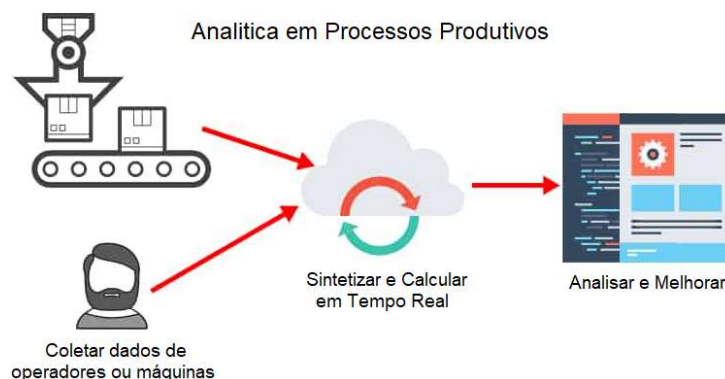 Analitica em Processos Produtivos
Sintetizar e Calcular
em Tempo Real
Analisar e Melhorar
Coletar dados de
operadores ou máquinas